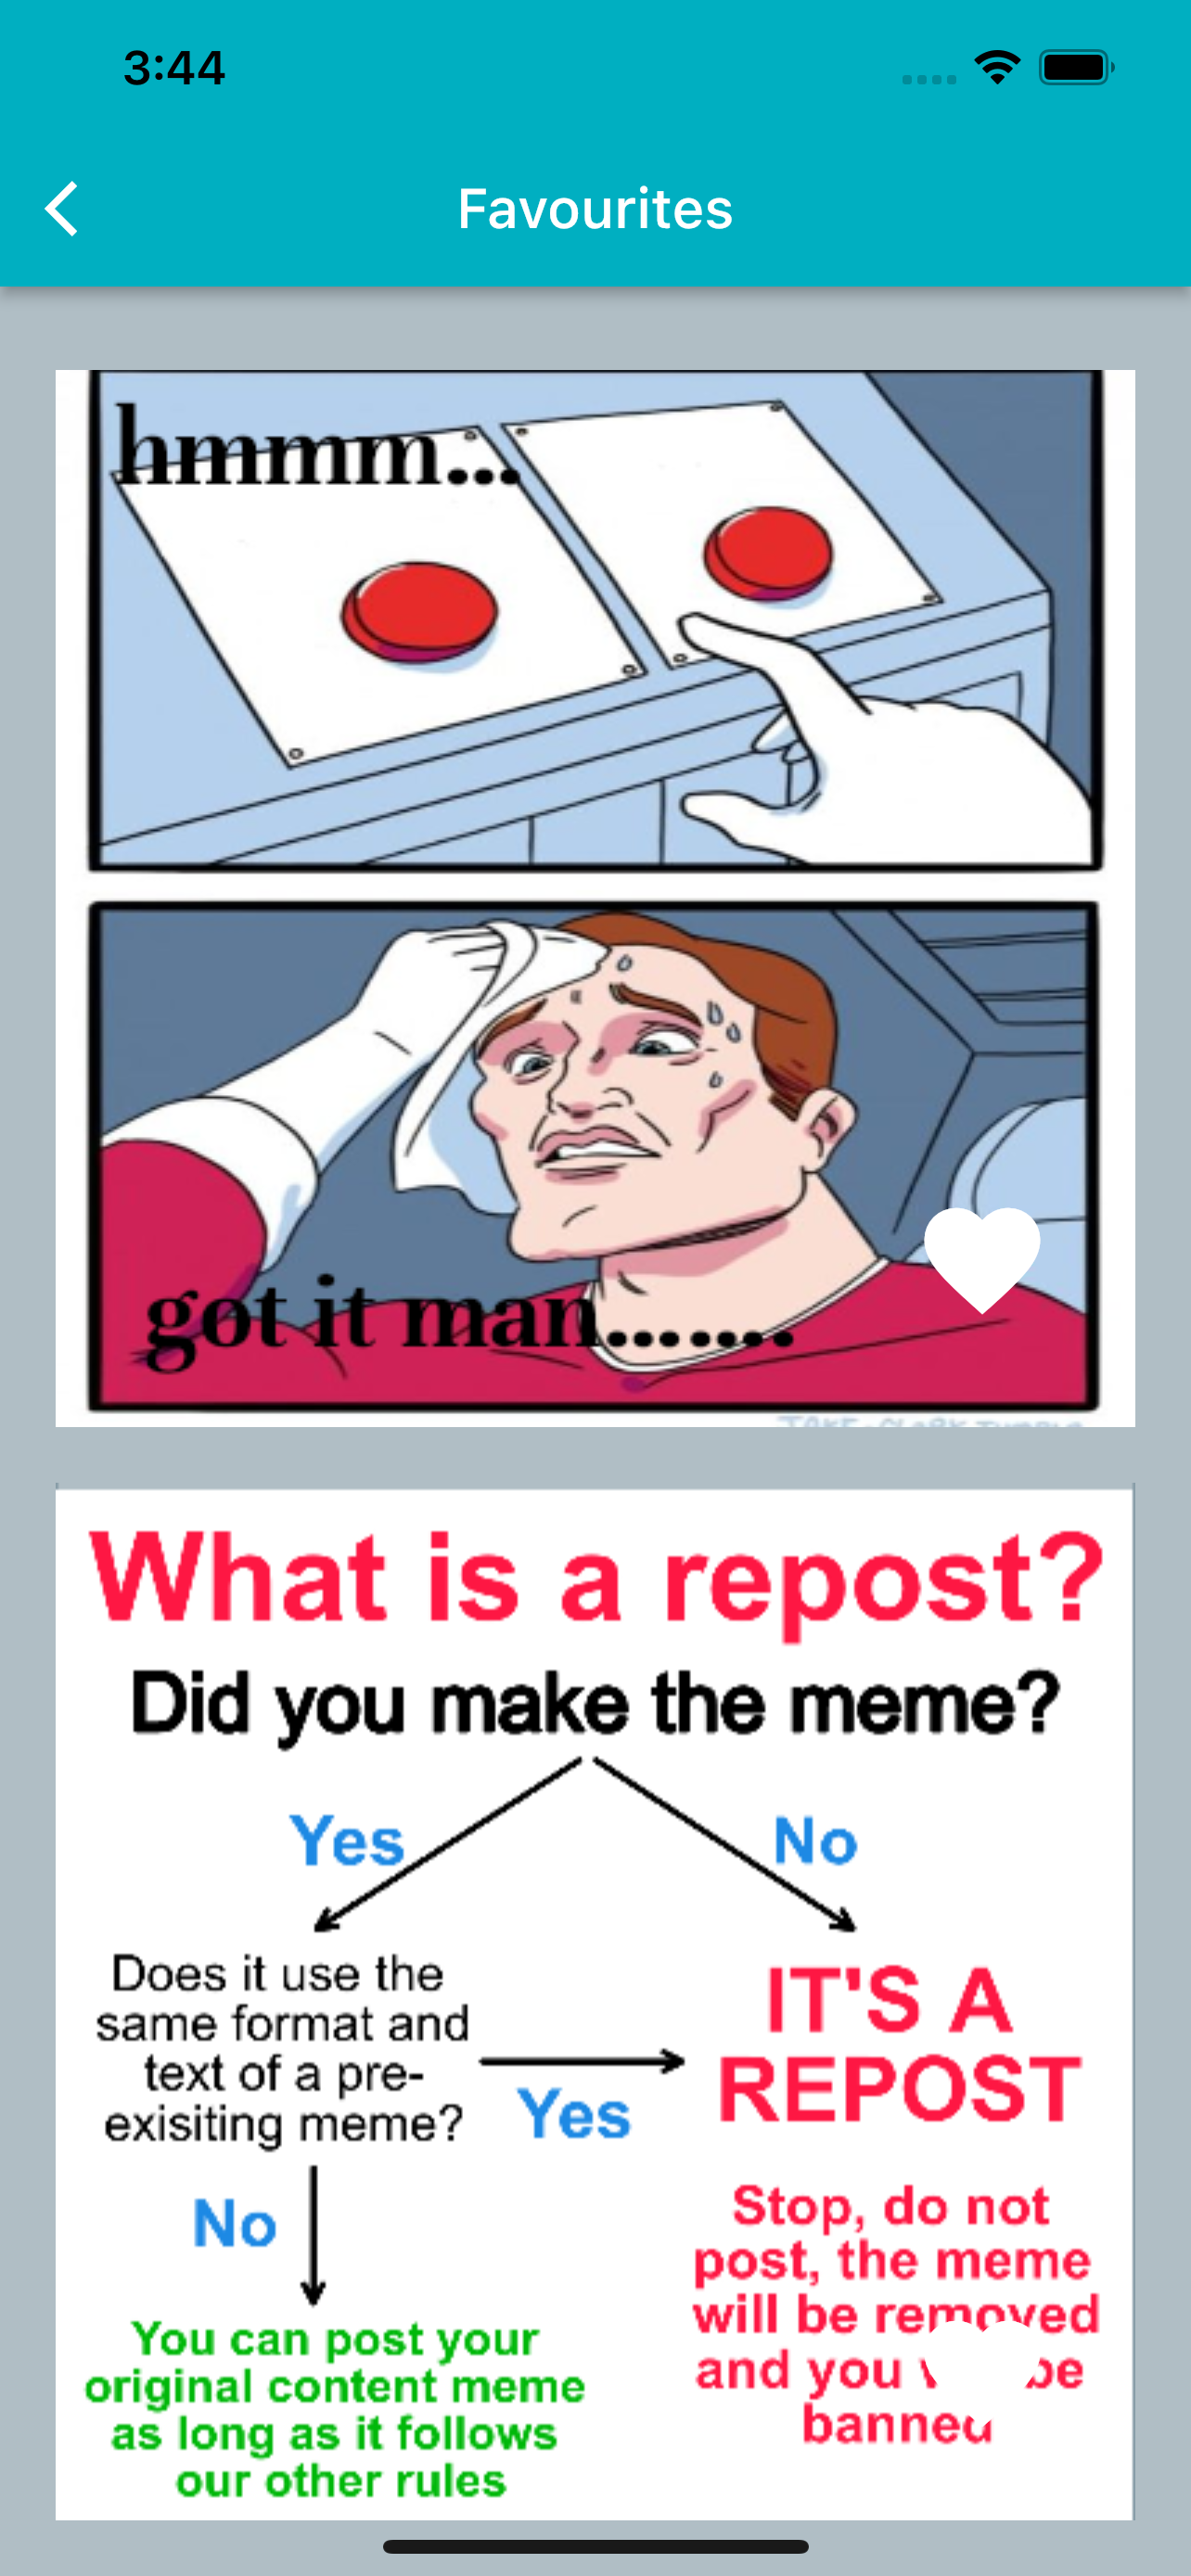 3:44
Favourites
hmmm...
got it man.......
What is a repost?
Did you make the meme?
Yes
No
Does it use the
same format and
text of a pre-
exisiting meme?
Yes
IT'S A
REPOST
No
Stop, do not
post, the meme
will be removed
and you be
banned
You can post your
original content meme
as long as it follows
our other rules